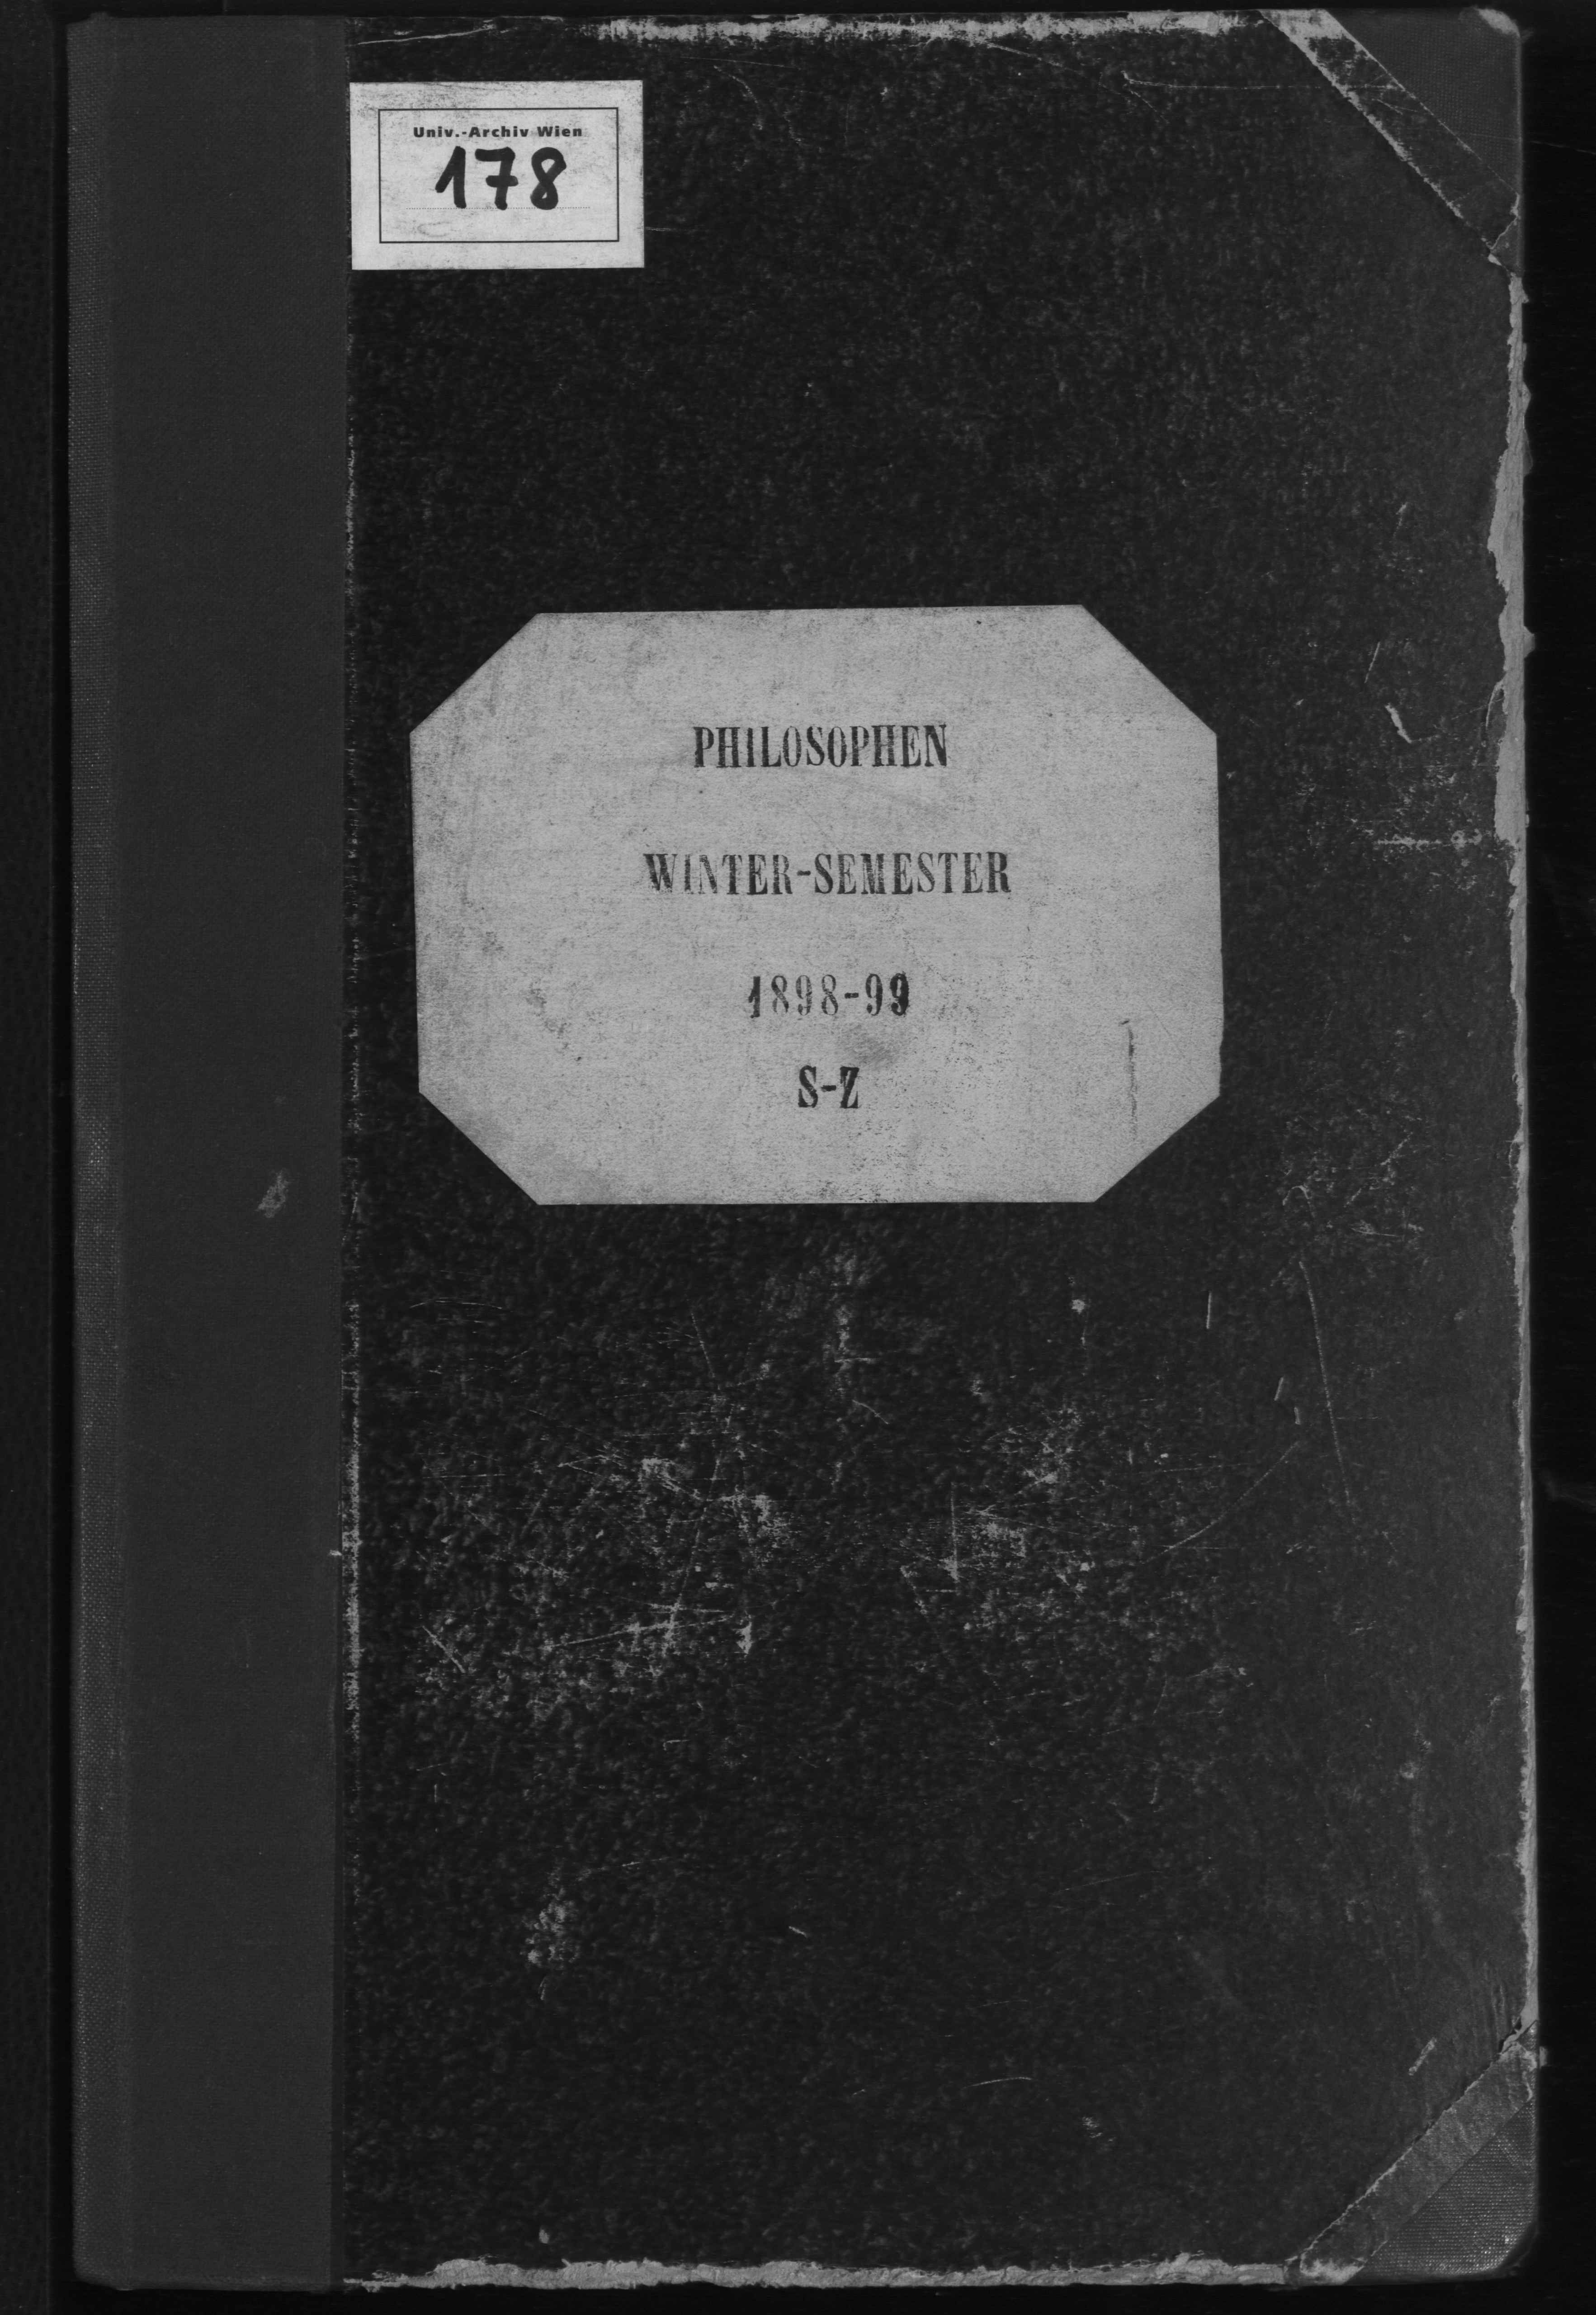 Univ.-Archiv Wien
178
PHILOSOPHEN
WINTER-SEMESTER
1898-99
S-Z